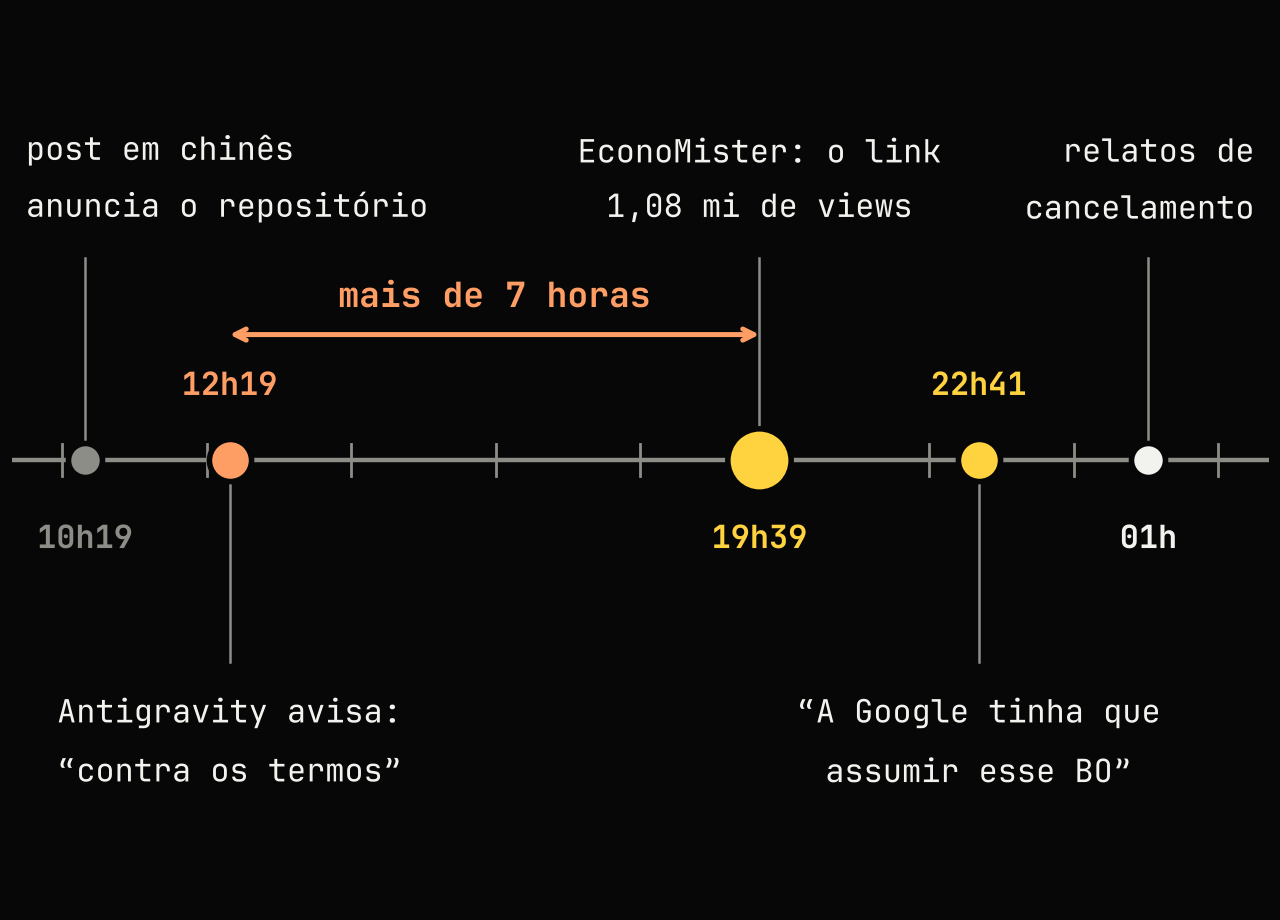 post em chinês
anuncia o repositório
EconoMister: o link
1,08 mi de views
relatos de
cancelamento
mais de 7 horas
12h19
22h41
10h19
19h39
01h
Antigravity avisa:
“contra os termos”
“A Google tinha que
assumir esse BO”